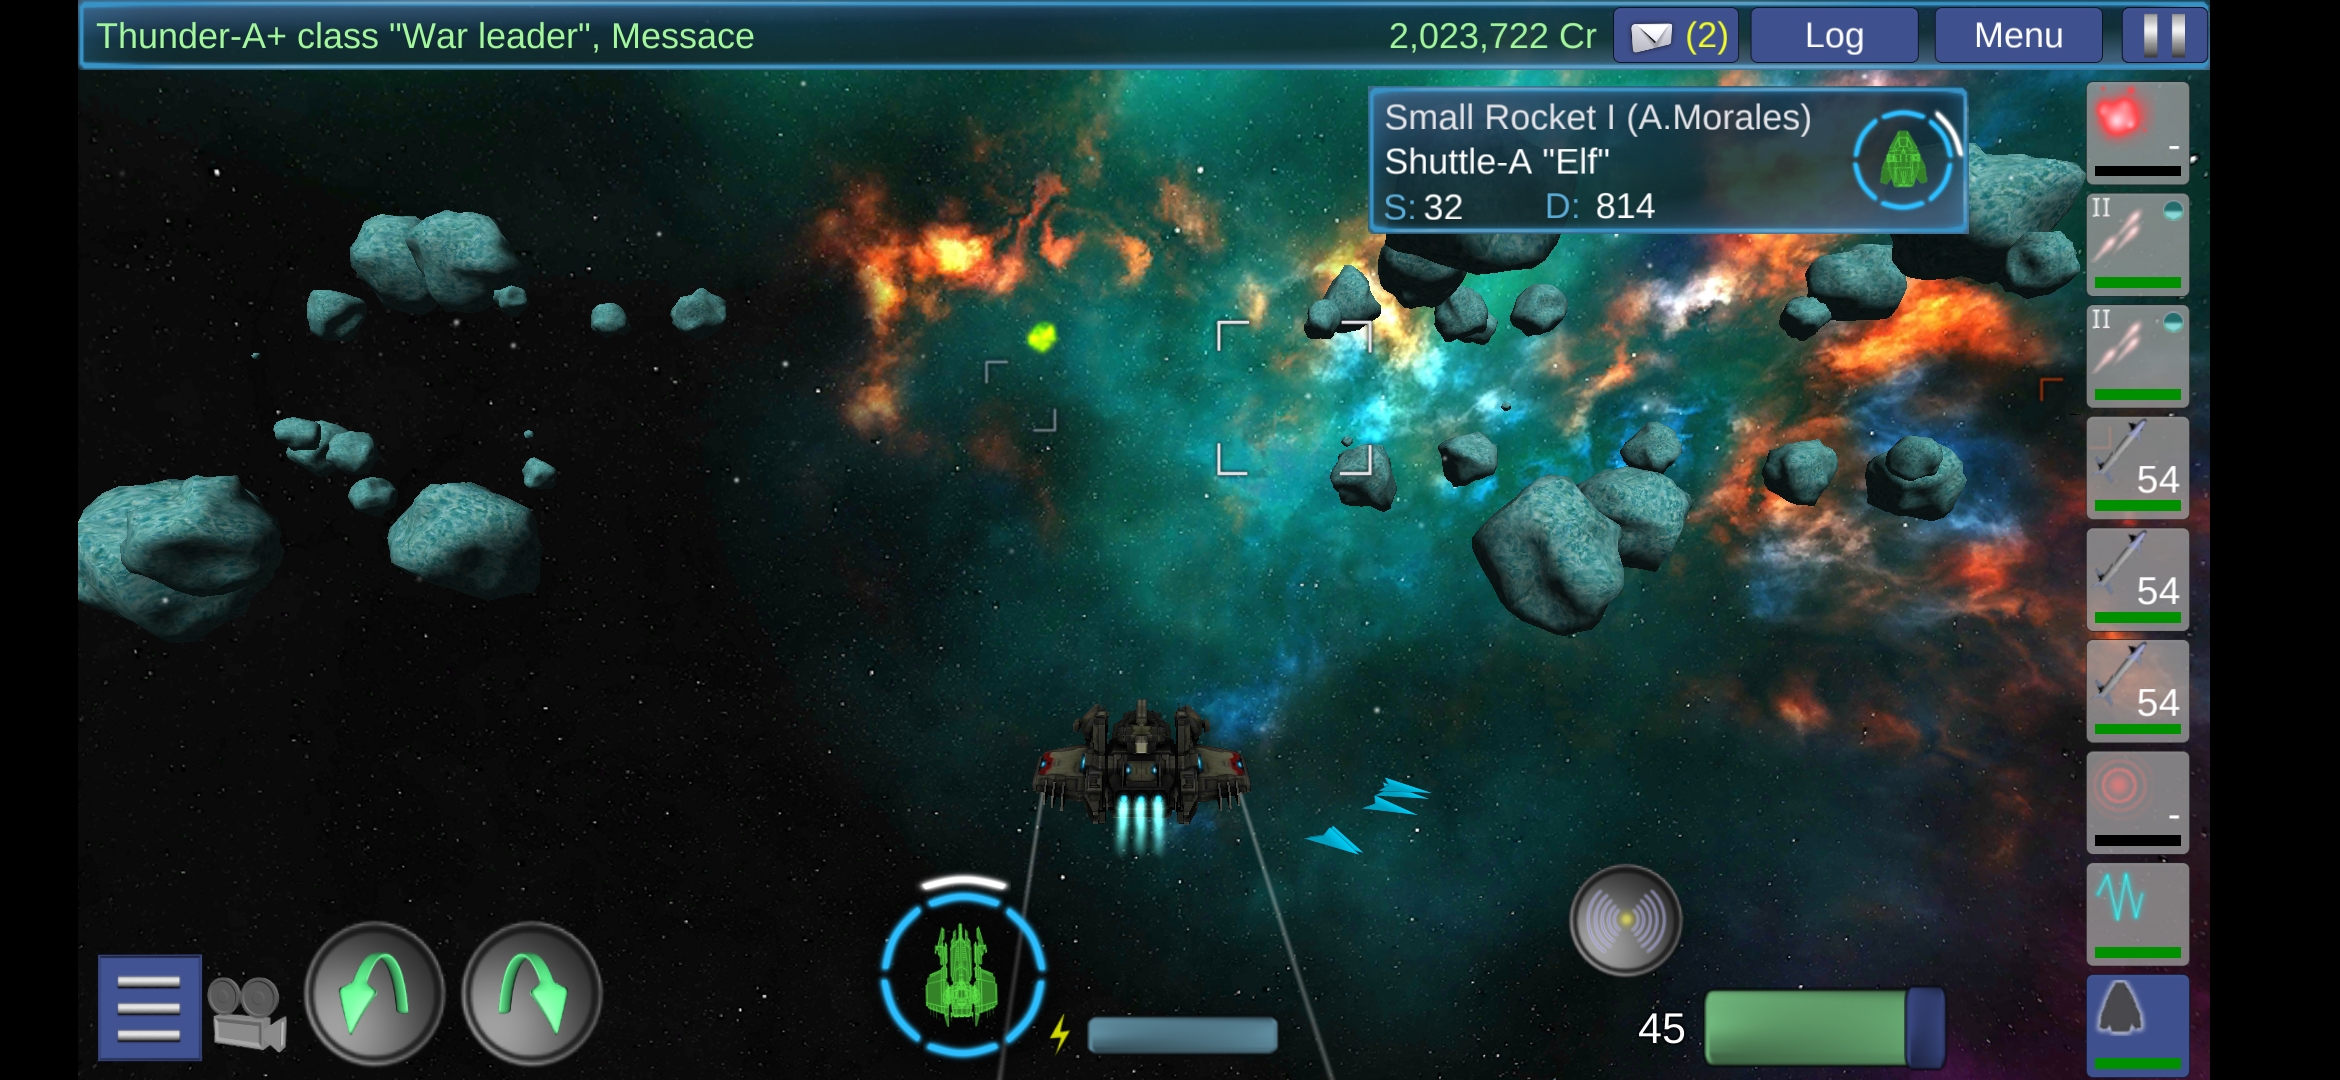 Thunder-A+ class "War leader", Messace
2,023,722 Cr
(2)
Log
Menu
Small Rocket I (A.Morales)
Shuttle-A "Elf"
S: 32 D: 814
-
II
II
54
54
54
-
45